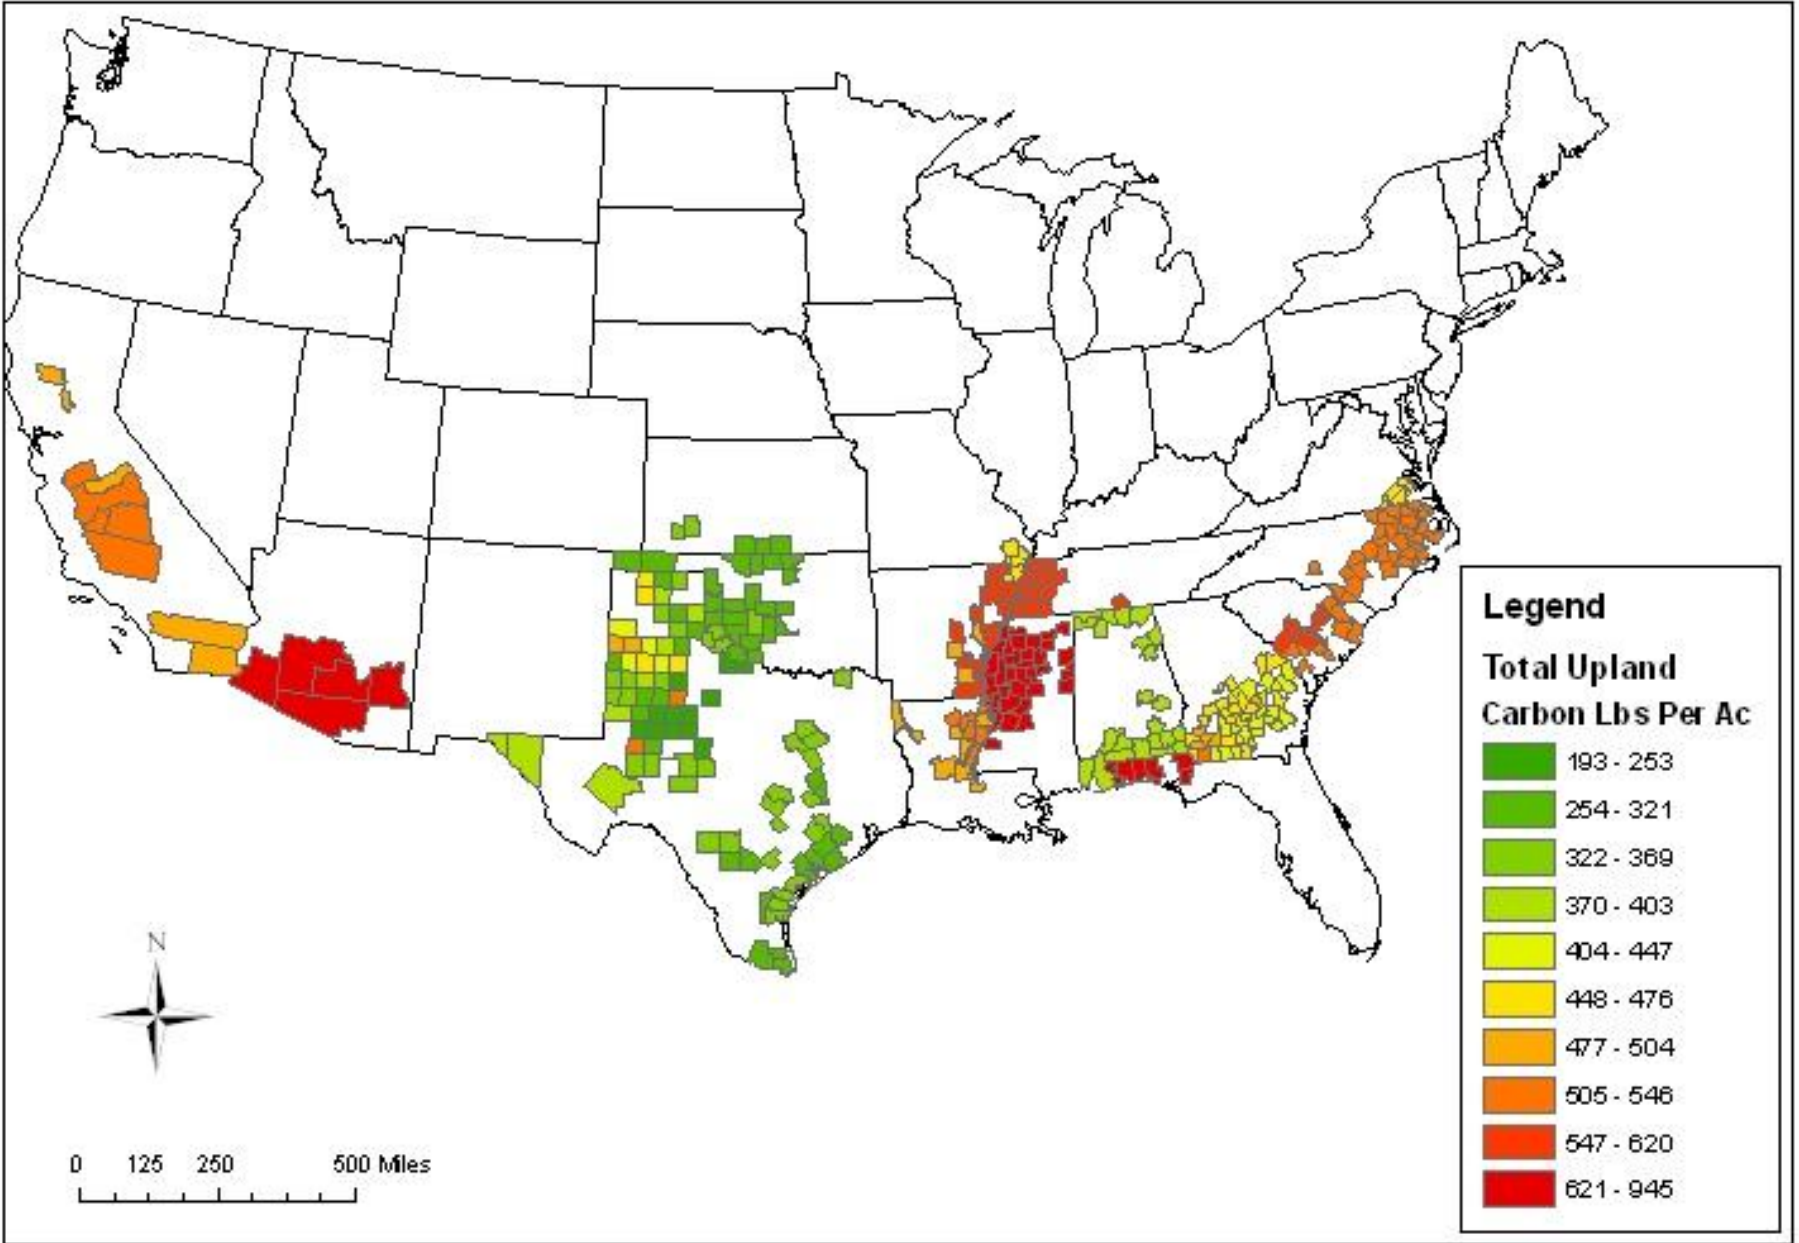 Legend
Total Upland
Carbon Lbs Per Ac
193 - 253
254 - 321
322 - 369
370 - 403
404 - 447
448 - 476
477 - 504
505 - 546
547 - 620
621 - 945
N
0 125 250 500 Miles